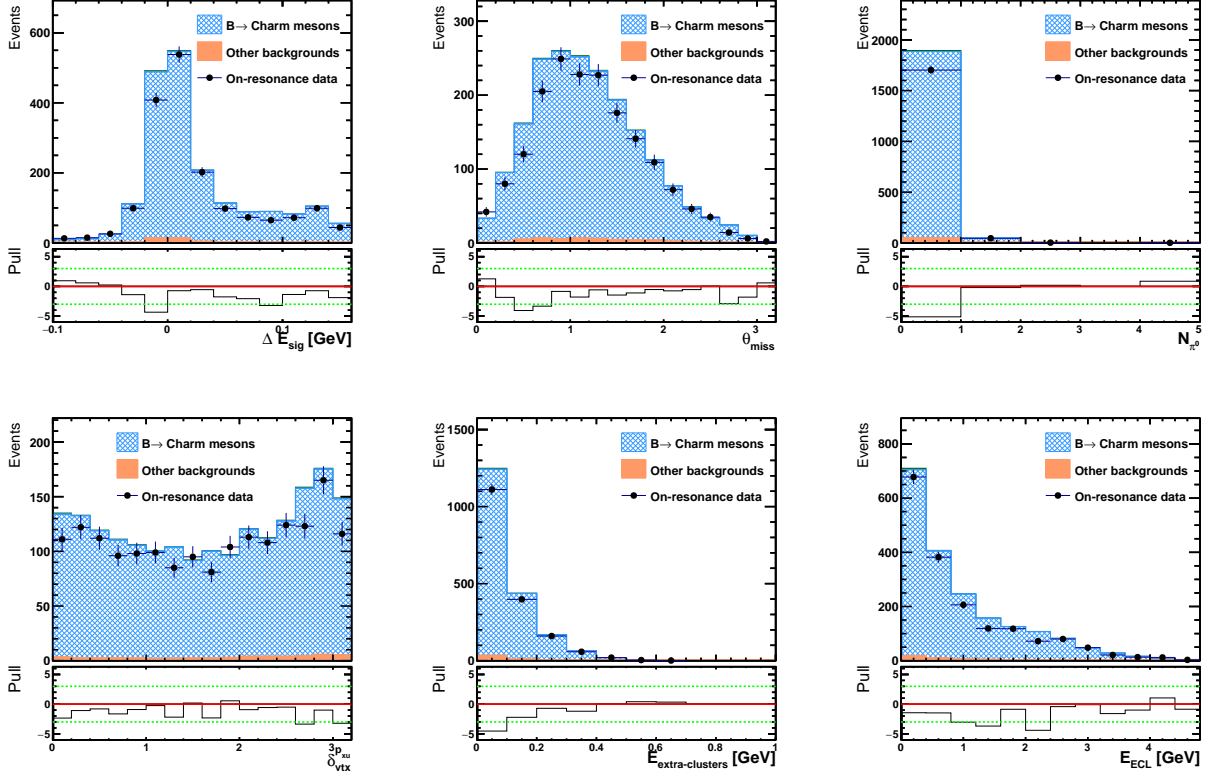 Events
600
400
200
0
B→ Charm mesons
Other backgrounds
On-resonance data
Pull
5
0
−5
−0.1 0 0.1
Δ E_sig [GeV]
Events
300
200
100
0
B→ Charm mesons
Other backgrounds
On-resonance data
Pull
5
0
−5
0 1 2 3
θ_miss
Events
2000
1500
1000
500
0
B→ Charm mesons
Other backgrounds
On-resonance data
Pull
5
0
−5
0 1 2 3 4 5
N_π⁰
Events
200
150
100
50
0
B→ Charm mesons
Other backgrounds
On-resonance data
Pull
5
0
−5
0 1 2 3
δ_vtx^p_xu
Events
1500
1000
500
0
B→ Charm mesons
Other backgrounds
On-resonance data
Pull
5
0
−5
0 0.2 0.4 0.6 0.8 1
E_extra-clusters [GeV]
Events
800
600
400
200
0
B→ Charm mesons
Other backgrounds
On-resonance data
Pull
5
0
−5
0 1 2 3 4
E_ECL [GeV]